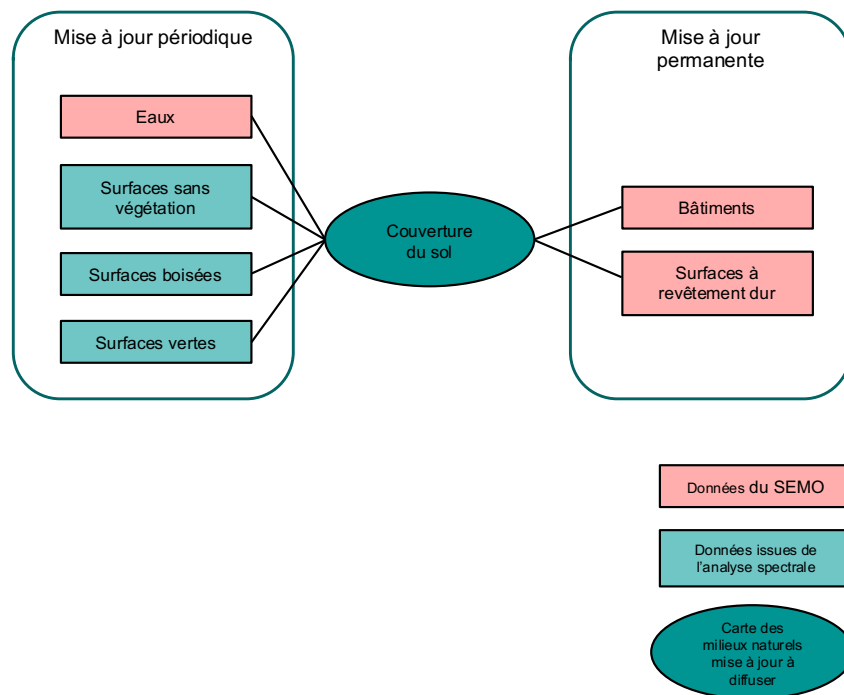 Mise à jour périodique
Eaux
Surfaces sans
végétation
Surfaces boisées
Surfaces vertes
Couverture
du sol
Mise à jour
permanente
Bâtiments
Surfaces à
revêtement dur
Données du SEMO
Données issues de
l'analyse spectrale
Carte des
milieux naturels
mise à jour à
diffuser